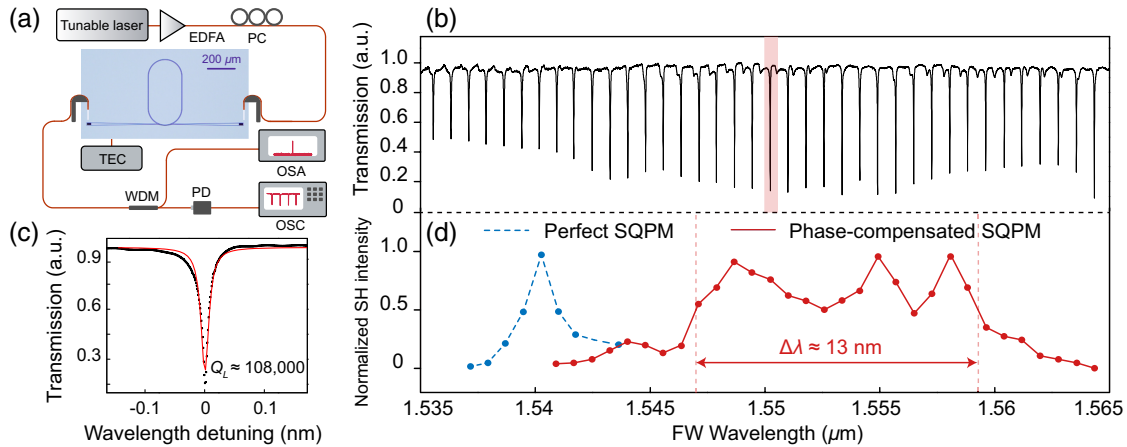 (a)
Tunable laser
EDFA
PC
200 µm
TEC
OSA
WDM
PD
OSC
(b)
Transmission (a.u.)
1.0
0.8
0.6
0.4
0.2
0
(c)
Transmission (a.u.)
0.9
0.6
0.3
Q_L ≈ 108,000
-0.1 0 0.1
Wavelength detuning (nm)
(d)
Perfect SQPM
Phase-compensated SQPM
Normalized SH intensity
1.0
0.5
0
Δλ ≈ 13 nm
1.535 1.54 1.545 1.55 1.555 1.56 1.565
FW Wavelength (µm)